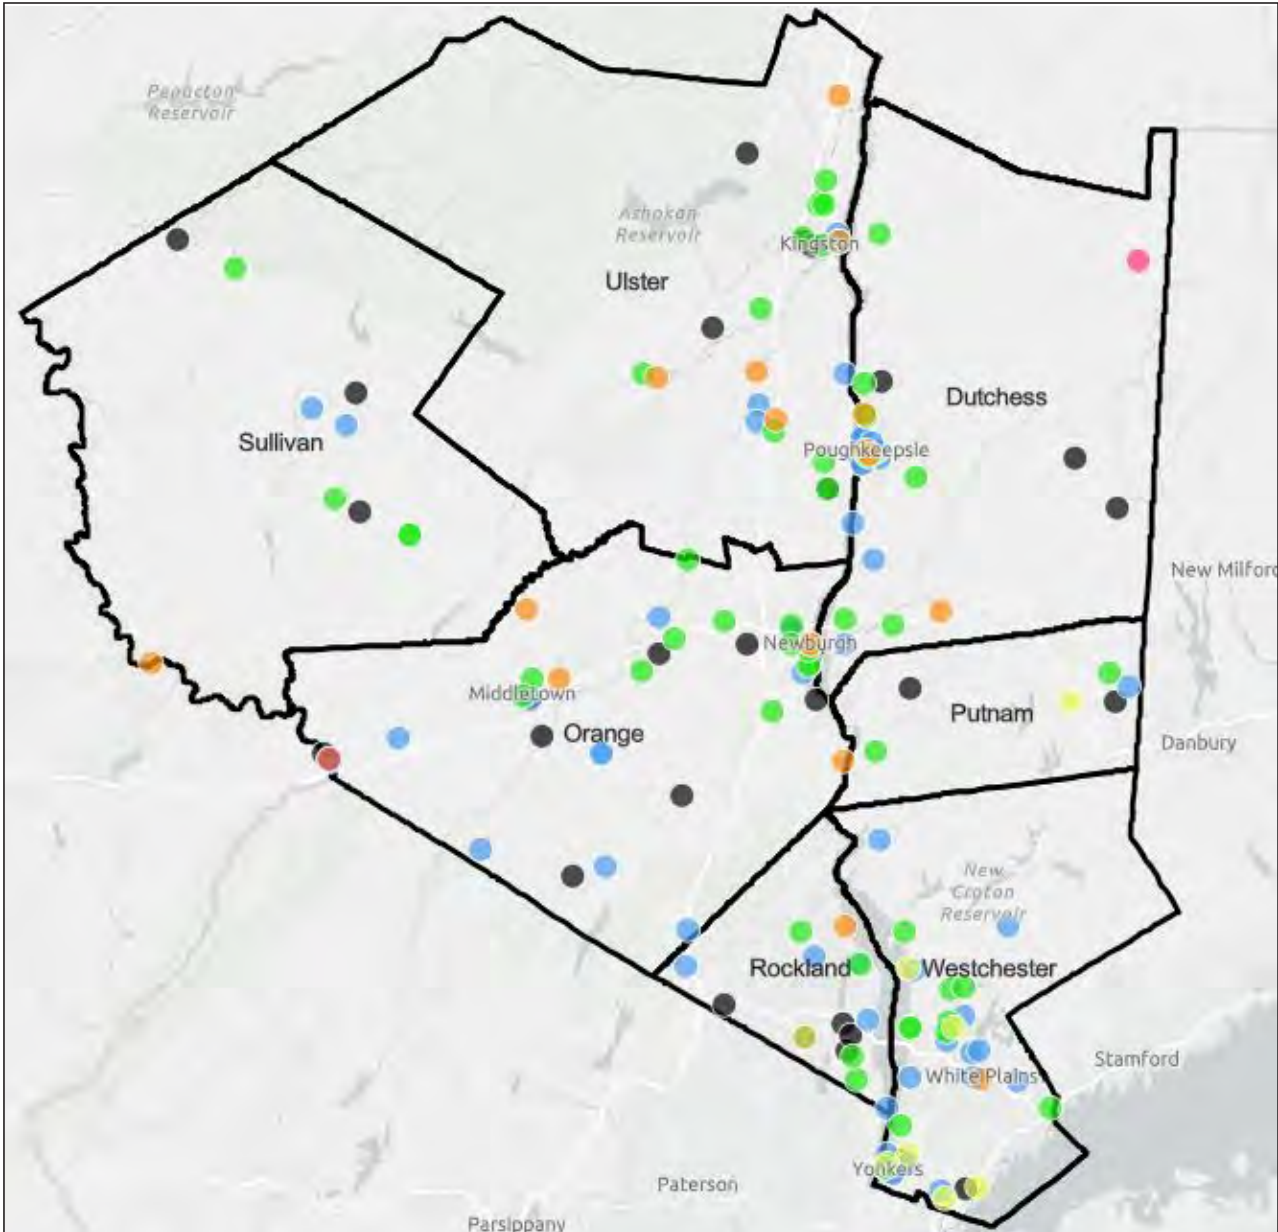 Pepacton
Reservoir
Ashokan
Reservoir
Kingston
Ulster
Dutchess
Sullivan
Poughkeepsie
New Milford
Newburgh
Middletown
Orange
Putnam
Danbury
New
Croton
Reservoir
Rockland
Westchester
Stamford
White Plains
Yonkers
Paterson
Parsippany